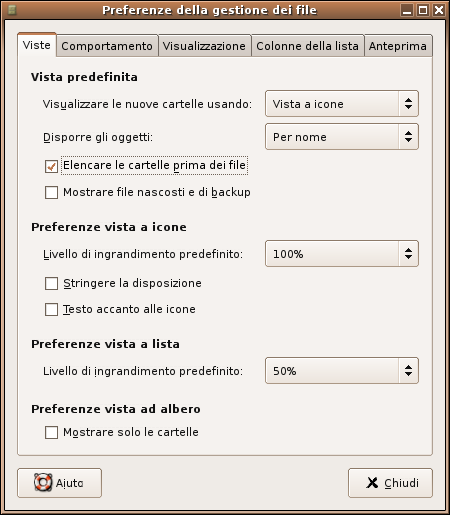 Preferenze della gestione dei file
Viste Comportamento Visualizzazione Colonne della lista Anteprima
Vista predefinita
Visualizzare le nuove cartelle usando: Vista a icone
Disporre gli oggetti: Per nome
Elencare le cartelle prima dei file
Mostrare file nascosti e di backup
Preferenze vista a icone
Livello di ingrandimento predefinito: 100%
Stringere la disposizione
Testo accanto alle icone
Preferenze vista a lista
Livello di ingrandimento predefinito: 50%
Preferenze vista ad albero
Mostrare solo le cartelle
Aiuto Chiudi